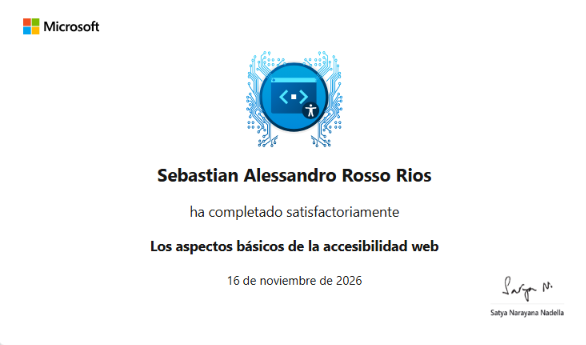 Microsoft
Sebastian Alessandro Rosso Rios
ha completado satisfactoriamente
Los aspectos básicos de la accesibilidad web
16 de noviembre de 2026
Satya N.
Satya Narayana Nadella